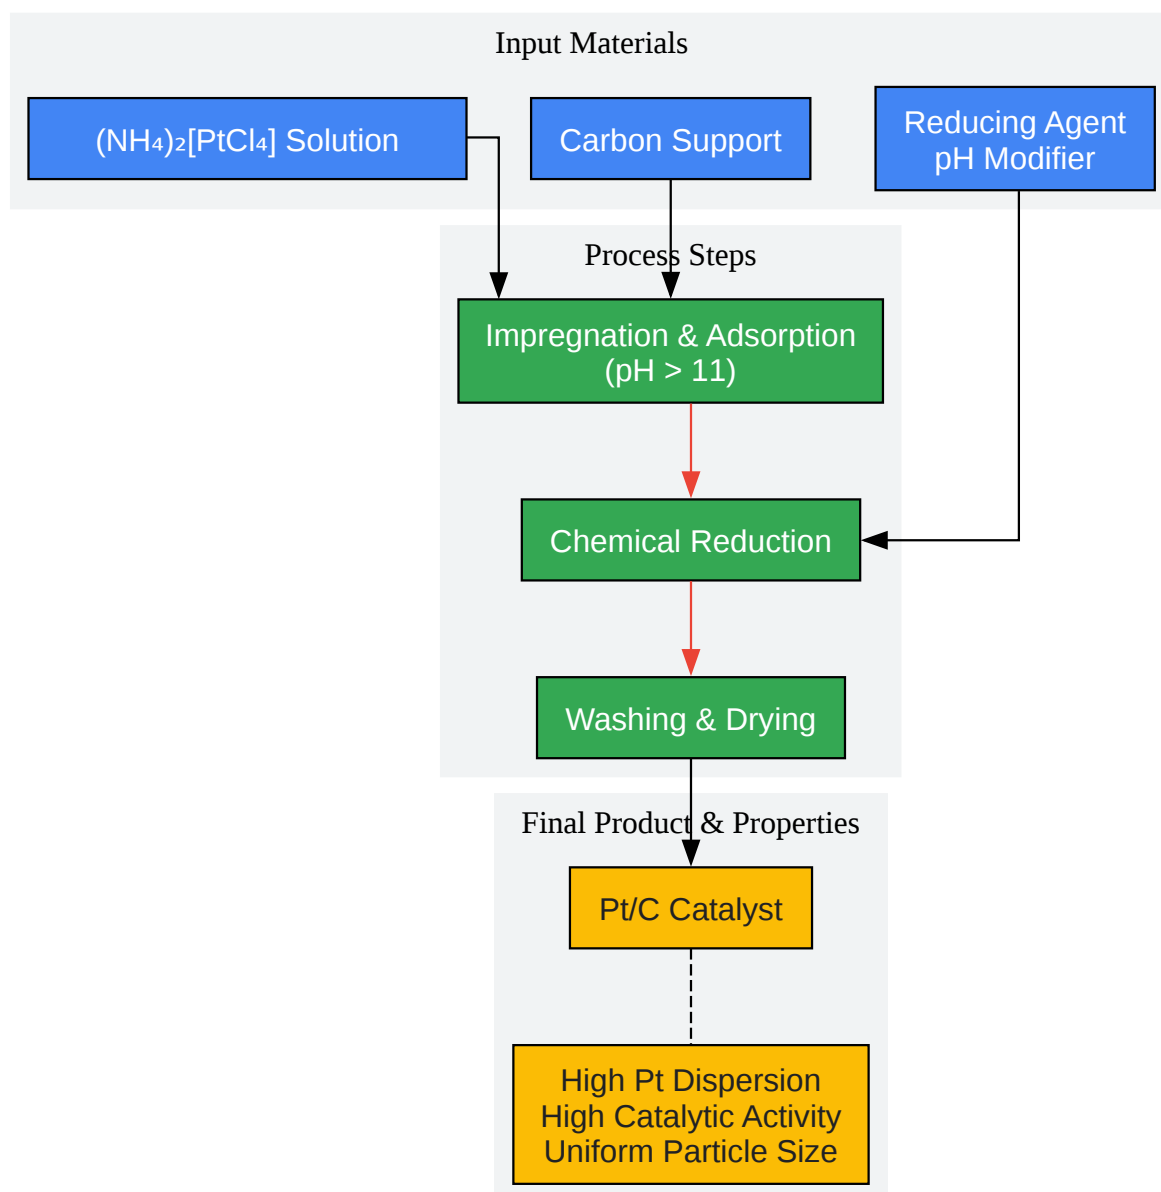 Input Materials
(NH₄)₂[PtCl₄] Solution
Carbon Support
Reducing Agent
pH Modifier
Process Steps
Impregnation & Adsorption
(pH > 11)
Chemical Reduction
Washing & Drying
Final Product & Properties
Pt/C Catalyst
High Pt Dispersion
High Catalytic Activity
Uniform Particle Size